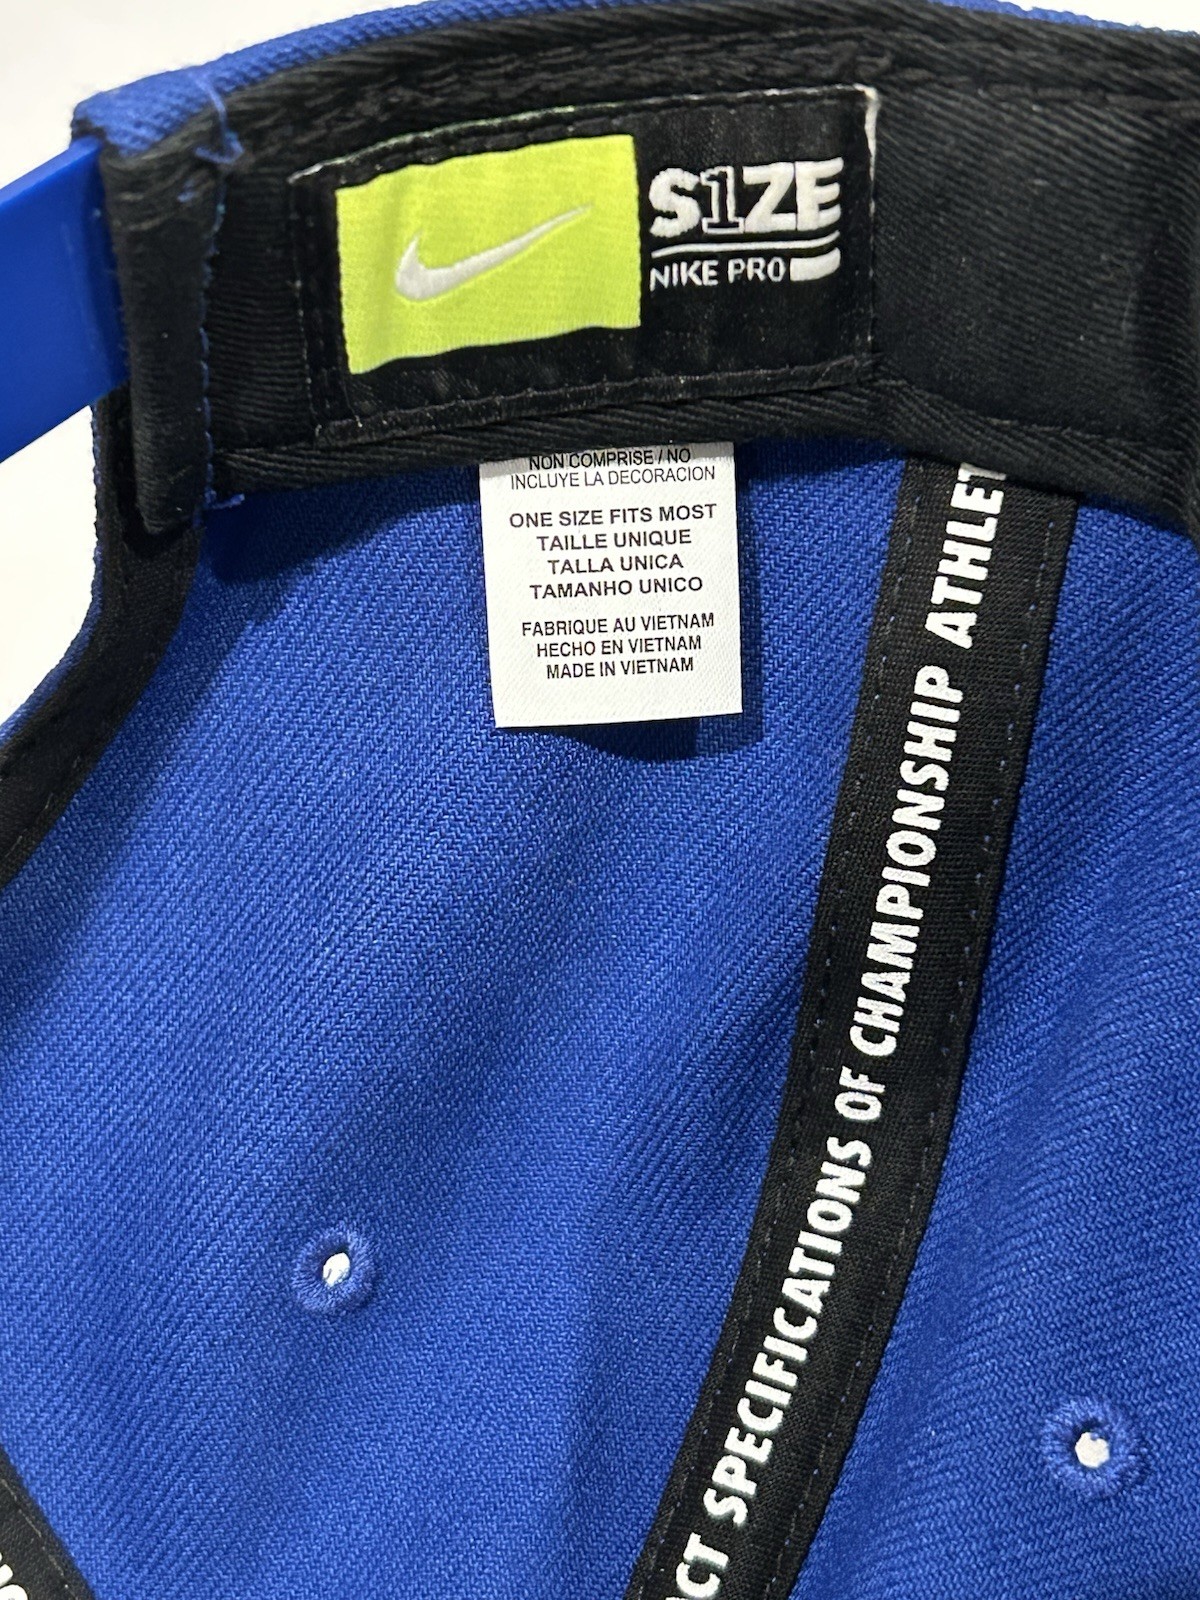 S1ZE
NIKE PRO
NON COMPRISE / NO
INCLUYE LA DECORACION
ONE SIZE FITS MOST
TAILLE UNIQUE
TALLA UNICA
TAMANHO UNICO
FABRIQUE AU VIETNAM
HECHO EN VIETNAM
MADE IN VIETNAM
SPECIFICATIONS OF CHAMPIONSHIP